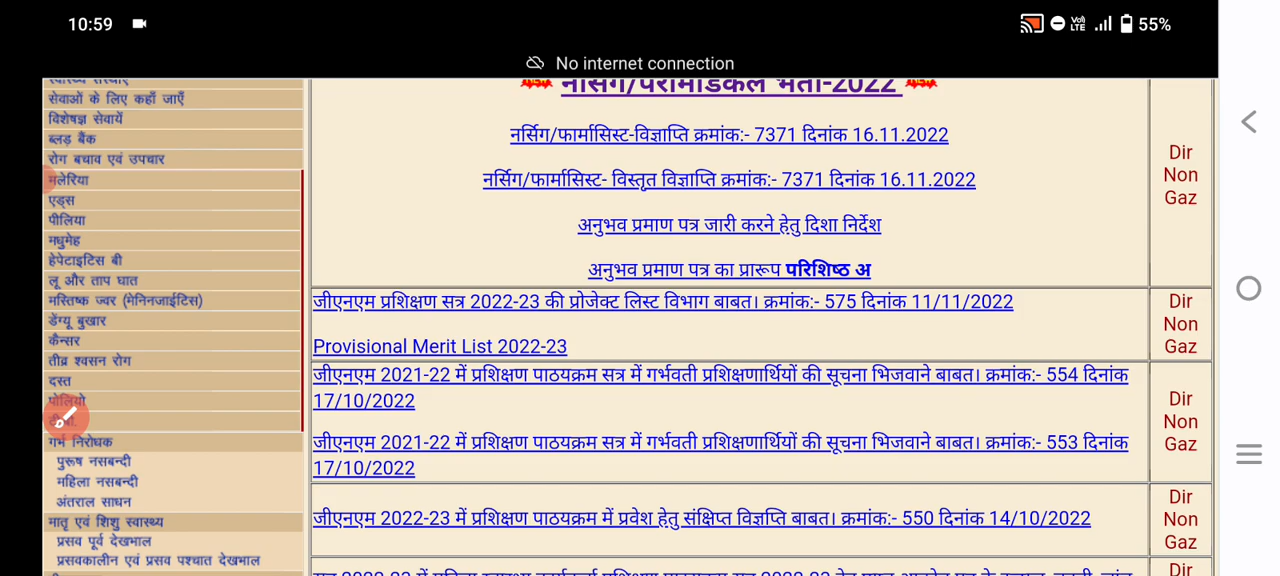 10:59
Vo) LTE 55%
No internet connection
स्वास्थ्य संस्थाएं
सेवाओं के लिए कहाँ जाएँ
विशेषज्ञ सेवायें
ब्लड बैंक
रोग बचाव एवं उपचार
मलेरिया
एड्स
पीलिया
मधुमेह
हेपेटाइटिस बी
लू और ताप घात
मस्तिष्क ज्वर (मेनिनजाईटिस)
डेंग्यू बुखार
कैन्सर
तीव्र श्वसन रोग
दस्त
पोलियो
टी.बी.
गर्भ निरोधक
पुरूष नसबन्दी
महिला नसबन्दी
अंतराल साधन
मातृ एवं शिशु स्वास्थ्य
प्रसव पूर्व देखभाल
प्रसवकालीन एवं प्रसव पश्चात देखभाल
नर्सिंग/पैरामेडिकल भर्ती-2022
नर्सिग/फार्मासिस्ट-विज्ञाप्ति क्रमांक:- 7371 दिनांक 16.11.2022
नर्सिग/फार्मासिस्ट- विस्तृत विज्ञाप्ति क्रमांक:- 7371 दिनांक 16.11.2022
अनुभव प्रमाण पत्र जारी करने हेतु दिशा निर्देश
अनुभव प्रमाण पत्र का प्रारूप परिशिष्ठ अ
Dir
Non
Gaz
जीएनएम प्रशिक्षण सत्र 2022-23 की प्रोजेक्ट लिस्ट विभाग बाबत। क्रमांक:- 575 दिनांक 11/11/2022
Provisional Merit List 2022-23
Dir
Non
Gaz
जीएनएम 2021-22 में प्रशिक्षण पाठयक्रम सत्र में गर्भवती प्रशिक्षणार्थियों की सूचना भिजवाने बाबत। क्रमांक:- 554 दिनांक
17/10/2022
जीएनएम 2021-22 में प्रशिक्षण पाठयक्रम सत्र में गर्भवती प्रशिक्षणार्थियों की सूचना भिजवाने बाबत। क्रमांक:- 553 दिनांक
17/10/2022
Dir
Non
Gaz
जीएनएम 2022-23 में प्रशिक्षण पाठयक्रम में प्रवेश हेतु संक्षिप्त विज्ञप्ति बाबत। क्रमांक:- 550 दिनांक 14/10/2022
Dir
Non
Gaz
Dir